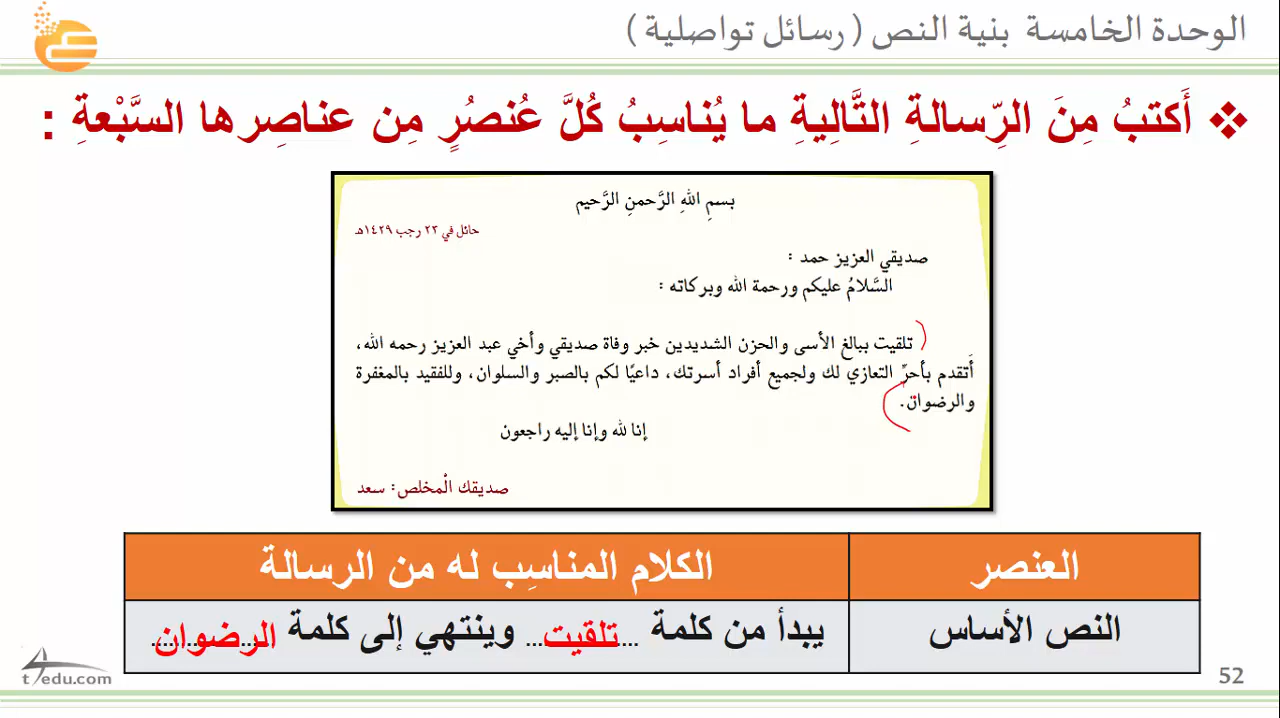 الوحدة الخامسة بنية النص (رسائل تواصلية)
❖ أَكتبُ مِنَ الرِّسالةِ التَّالِيةِ ما يُناسِبُ كُلَّ عُنصُرٍ مِن عناصِرها السَّبْعةِ :
بسمِ اللهِ الرَّحمنِ الرَّحيم
حائل في ٢٣ رجب ١٤٢٩هـ
صديقي العزيز حمد :
السَّلامُ عليكم ورحمة الله وبركاته :
تلقيت ببالغ الأسى والحزن الشديدين خبر وفاة صديقي وأخي عبد العزيز رحمه الله،
أَتقدم بأحرِّ التعازي لك ولجميع أفراد أسرتك، داعيًا لكم بالصبر والسلوان، وللفقيد بالمغفرة
والرضوان.
إنا لله وإنا إليه راجعون
صديقك الْمخلص: سعد
العنصر
الكلام المناسِب له من الرسالة
النص الأساس
يبدأ من كلمة ...تلقيت... وينتهي إلى كلمة الرضوان
t4edu.com
52